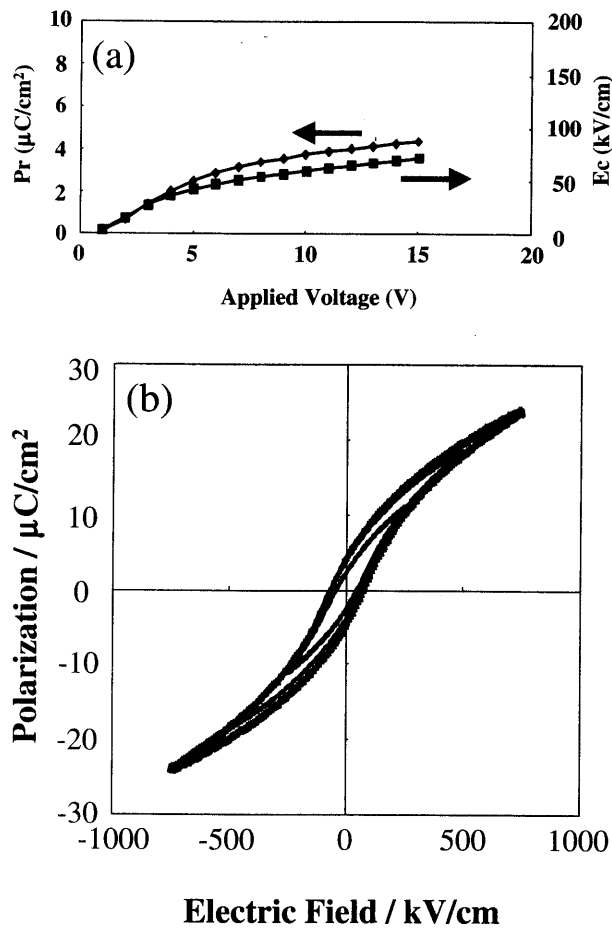 (a)
10
8
6
4
2
0
Pr (μC/cm²)
200
150
100
50
0
Ec (kV/cm)
0 5 10 15 20
Applied Voltage (V)
(b)
30
20
10
0
-10
-20
-30
Polarization / μC/cm²
-1000 -500 0 500 1000
Electric Field / kV/cm